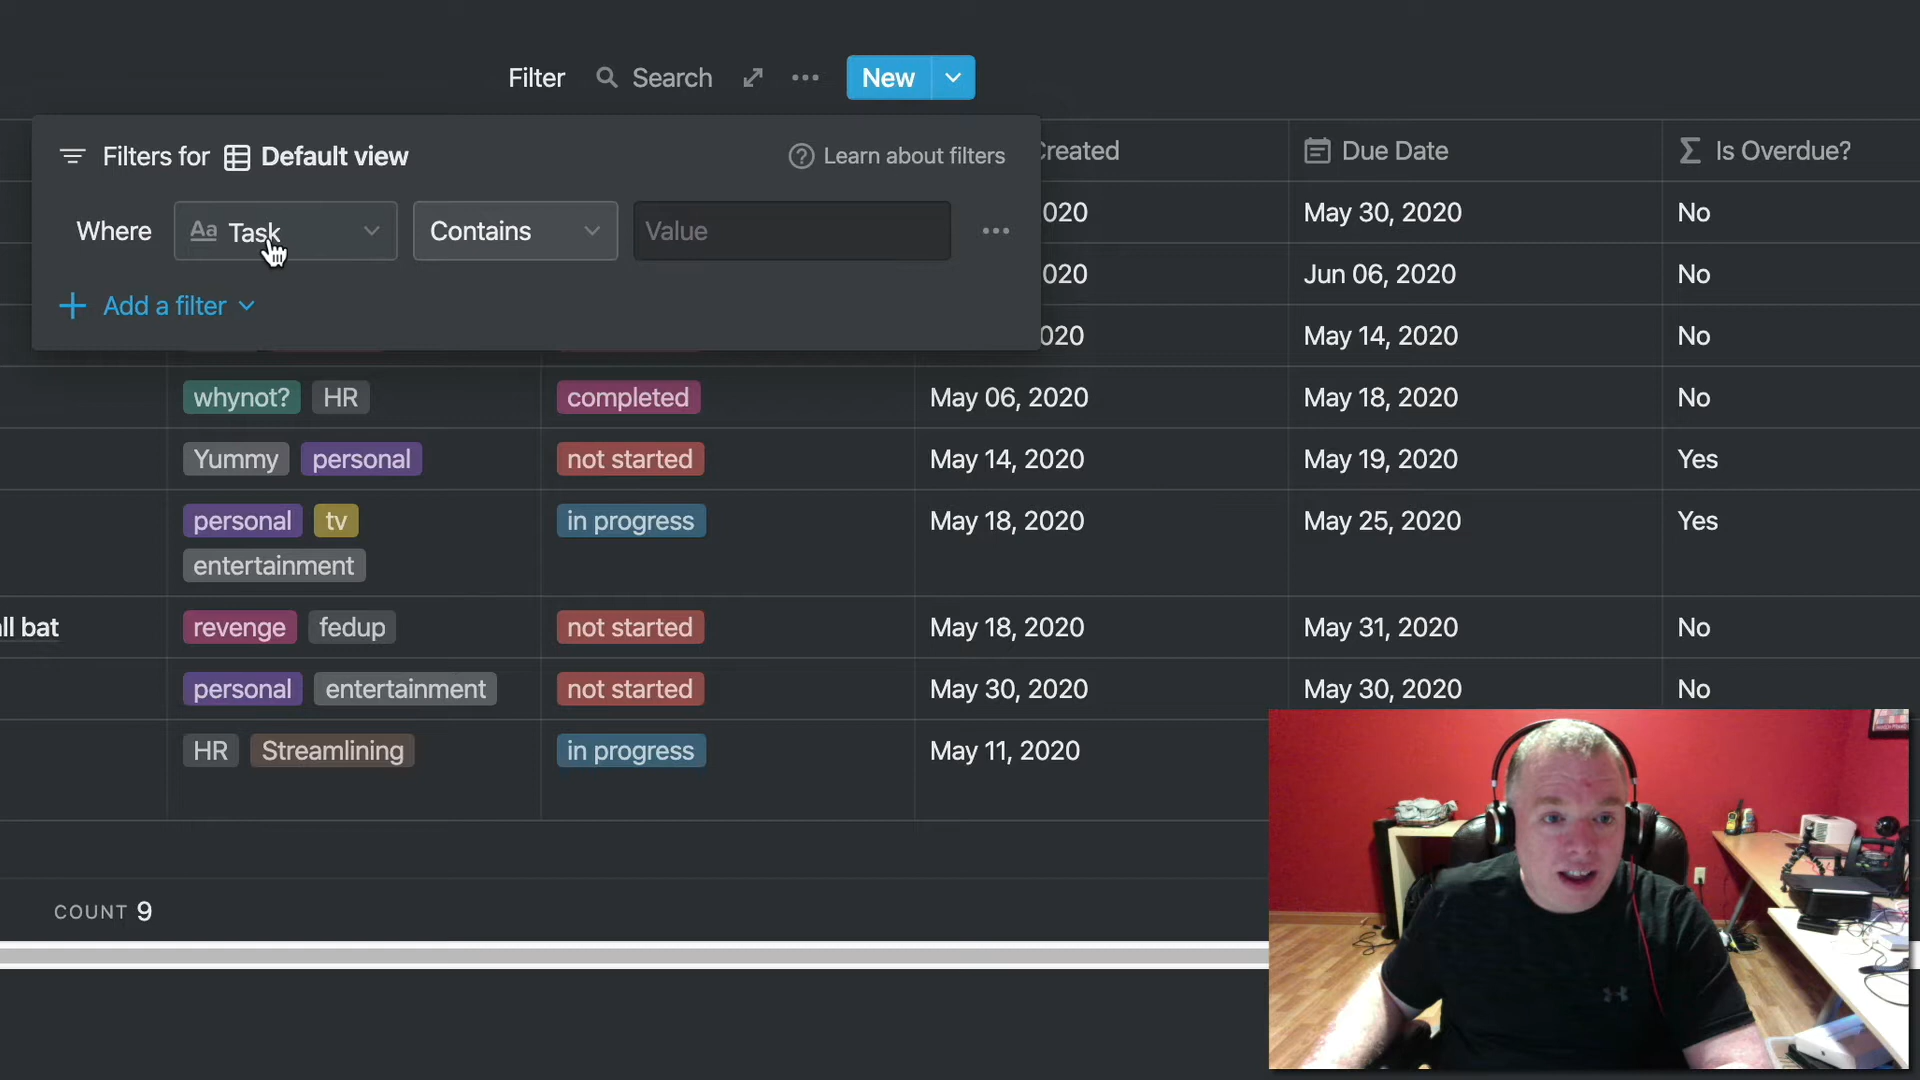 Filter Search ••• New
Filters for Default view Learn about filters
Created Due Date Σ Is Overdue?
Where Aa Task Contains Value •••
020 May 30, 2020 No
020 Jun 06, 2020 No
+ Add a filter
020 May 14, 2020 No
whynot? HR completed May 06, 2020 May 18, 2020 No
Yummy personal not started May 14, 2020 May 19, 2020 Yes
personal tv in progress May 18, 2020 May 25, 2020 Yes
entertainment
ll bat revenge fedup not started May 18, 2020 May 31, 2020 No
personal entertainment not started May 30, 2020 May 30, 2020 No
HR Streamlining in progress May 11, 2020
COUNT 9